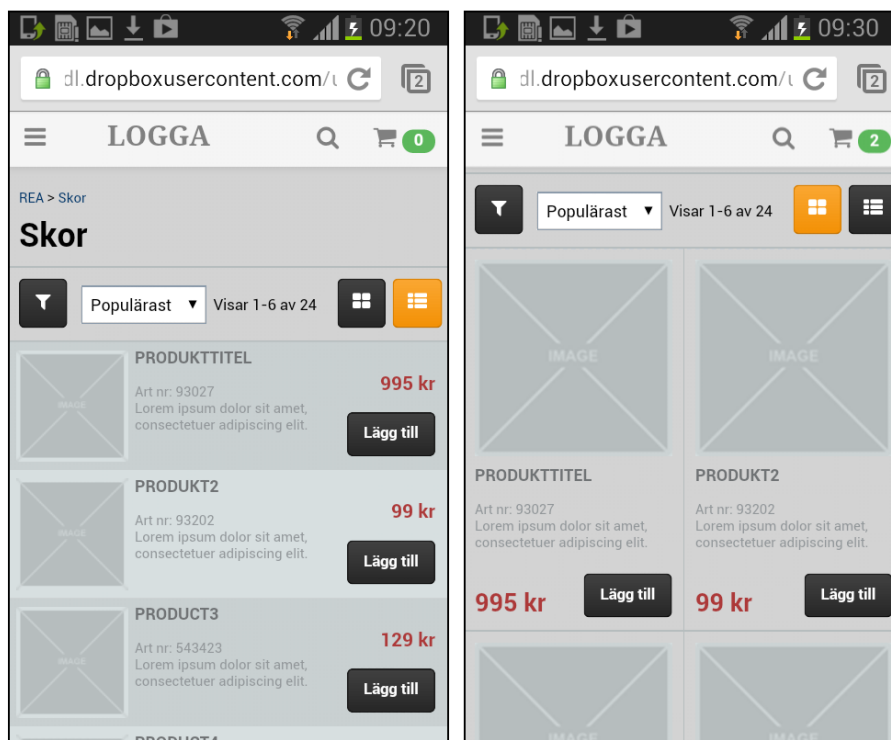 09:20
dl.dropboxusercontent.com/u
2
LOGGA
0
REA > Skor
Skor
Populärast
Visar 1-6 av 24
IMAGE
PRODUKTTITEL
Art nr: 93027
Lorem ipsum dolor sit amet,
consectetuer adipiscing elit.
995 kr
Lägg till
IMAGE
PRODUKT2
Art nr: 93202
Lorem ipsum dolor sit amet,
consectetuer adipiscing elit.
99 kr
Lägg till
IMAGE
PRODUCT3
Art nr: 543423
Lorem ipsum dolor sit amet,
consectetuer adipiscing elit.
129 kr
Lägg till
PRODUCT4
09:30
dl.dropboxusercontent.com/u
2
LOGGA
2
Populärast
Visar 1-6 av 24
IMAGE
IMAGE
PRODUKTTITEL
Art nr: 93027
Lorem ipsum dolor sit amet,
consectetuer adipiscing elit.
995 kr
Lägg till
PRODUKT2
Art nr: 93202
Lorem ipsum dolor sit amet,
consectetuer adipiscing elit.
99 kr
Lägg till
IMAGE
IMAGE